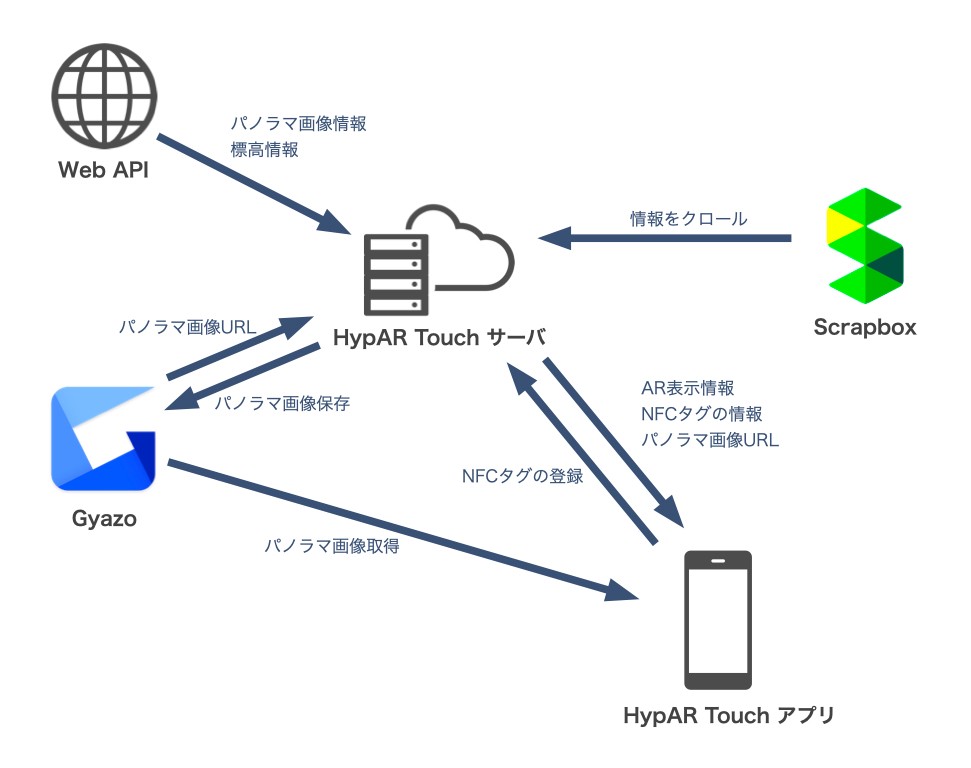 パノラマ画像情報
標高情報
Web API
情報をクロール
Scrapbox
HypAR Touch サーバ
パノラマ画像URL
パノラマ画像保存
AR表示情報
NFCタグの情報
パノラマ画像URL
NFCタグの登録
Gyazo
パノラマ画像取得
HypAR Touch アプリ